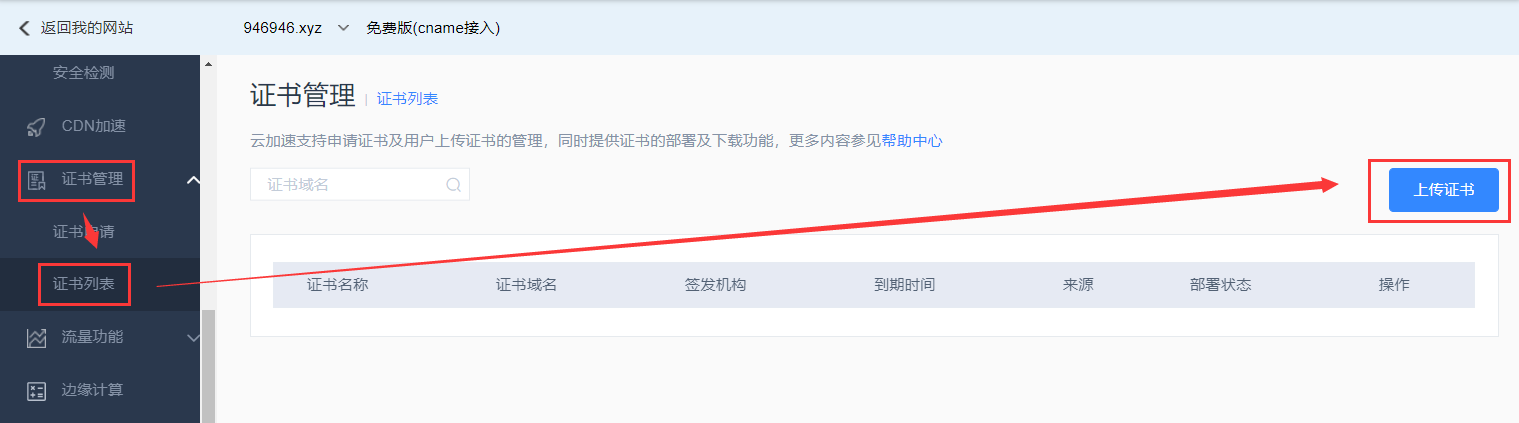 返回我的网站
946946.xyz 免费版(cname接入)
安全检测
CDN加速
证书管理
证书申请
证书列表
流量功能
边缘计算
证书管理 | 证书列表
云加速支持申请证书及用户上传证书的管理，同时提供证书的部署及下载功能，更多内容参见帮助中心
证书域名
上传证书
证书名称 证书域名 签发机构 到期时间 来源 部署状态 操作